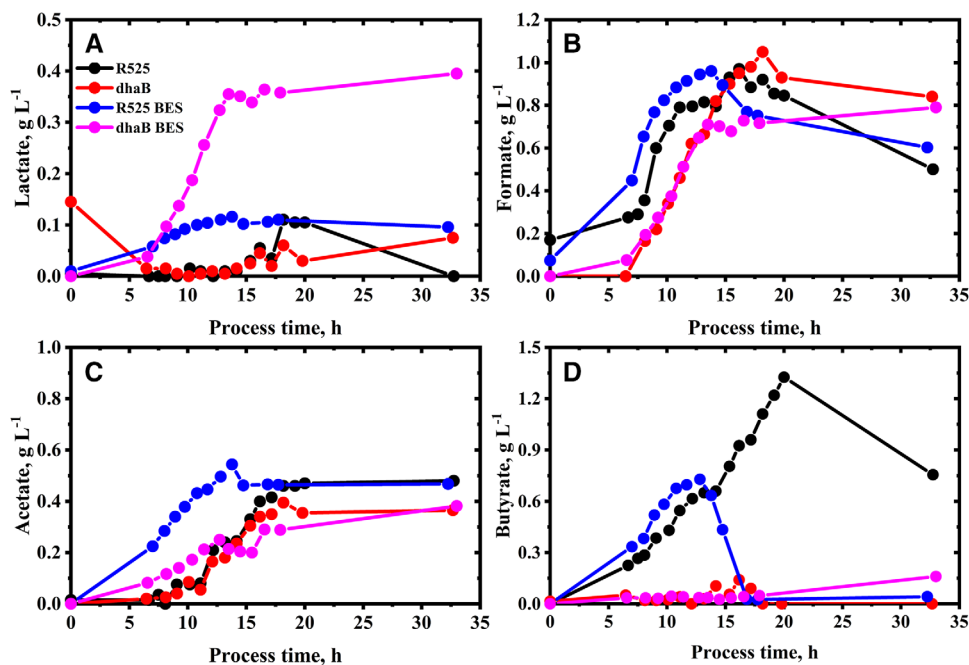 A
R525
dhaB
R525 BES
dhaB BES
Lactate, g L⁻¹
0.5
0.4
0.3
0.2
0.1
0.0
0 5 10 15 20 25 30 35
Process time, h
B
Formate, g L⁻¹
1.2
1.0
0.8
0.6
0.4
0.2
0.0
0 5 10 15 20 25 30 35
Process time, h
C
Acetate, g L⁻¹
1.0
0.8
0.6
0.4
0.2
0.0
0 5 10 15 20 25 30 35
Process time, h
D
Butyrate, g L⁻¹
1.5
1.2
0.9
0.6
0.3
0.0
0 5 10 15 20 25 30 35
Process time, h